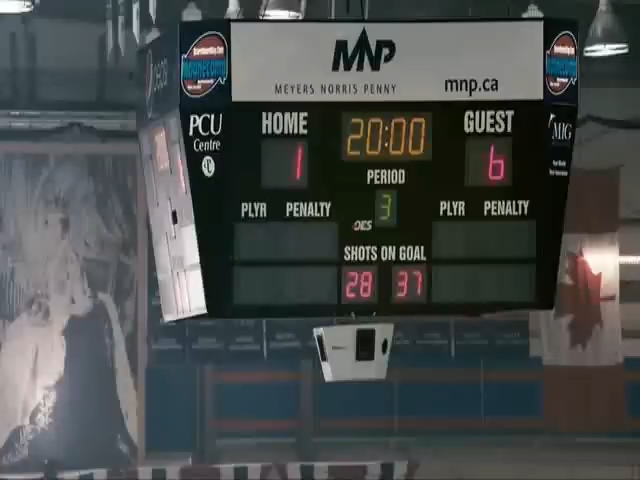 MNP
MEYERS NORRIS PENNY
mnp.ca
PCU
Centre
MIG
HOME
20:00
GUEST
1
6
PERIOD
3
PLYR PENALTY
PLYR PENALTY
OES
SHOTS ON GOAL
28 37